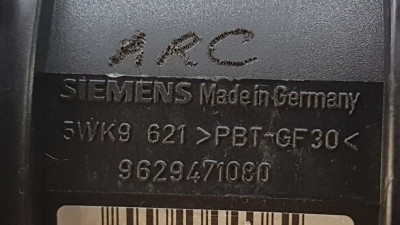 ARC
SIEMENS Made in Germany
5WK9 621 >PBT-GF30<
9629471080